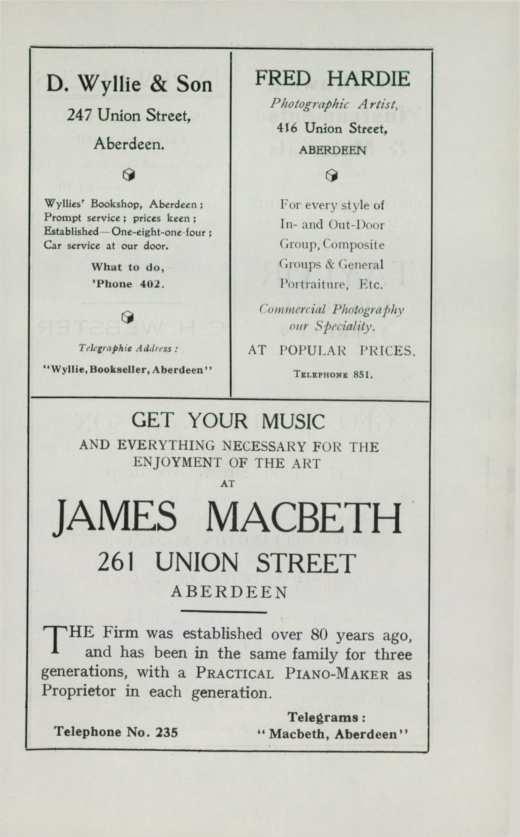 D. Wyllie & Son
247 Union Street,
Aberdeen.
Wyllies' Bookshop, Aberdeen ;
Prompt service ; prices keen ;
Established—One-eight-one-four ;
Car service at our door.
What to do,
'Phone 402.
Telegraphic Address :
"Wyllie, Bookseller, Aberdeen"
FRED HARDIE
Photographic Artist,
416 Union Street,
ABERDEEN
For every style of
In- and Out-Door
Group, Composite
Groups & General
Portraiture, Etc.
Commercial Photography
our Speciality.
AT POPULAR PRICES.
TELEPHONE 851.
GET YOUR MUSIC
AND EVERYTHING NECESSARY FOR THE
ENJOYMENT OF THE ART
AT
JAMES MACBETH
261 UNION STREET
ABERDEEN
THE Firm was established over 80 years ago,
and has been in the same family for three
generations, with a PRACTICAL PIANO-MAKER as
Proprietor in each generation.
Telephone No. 235
Telegrams :
"Macbeth, Aberdeen"